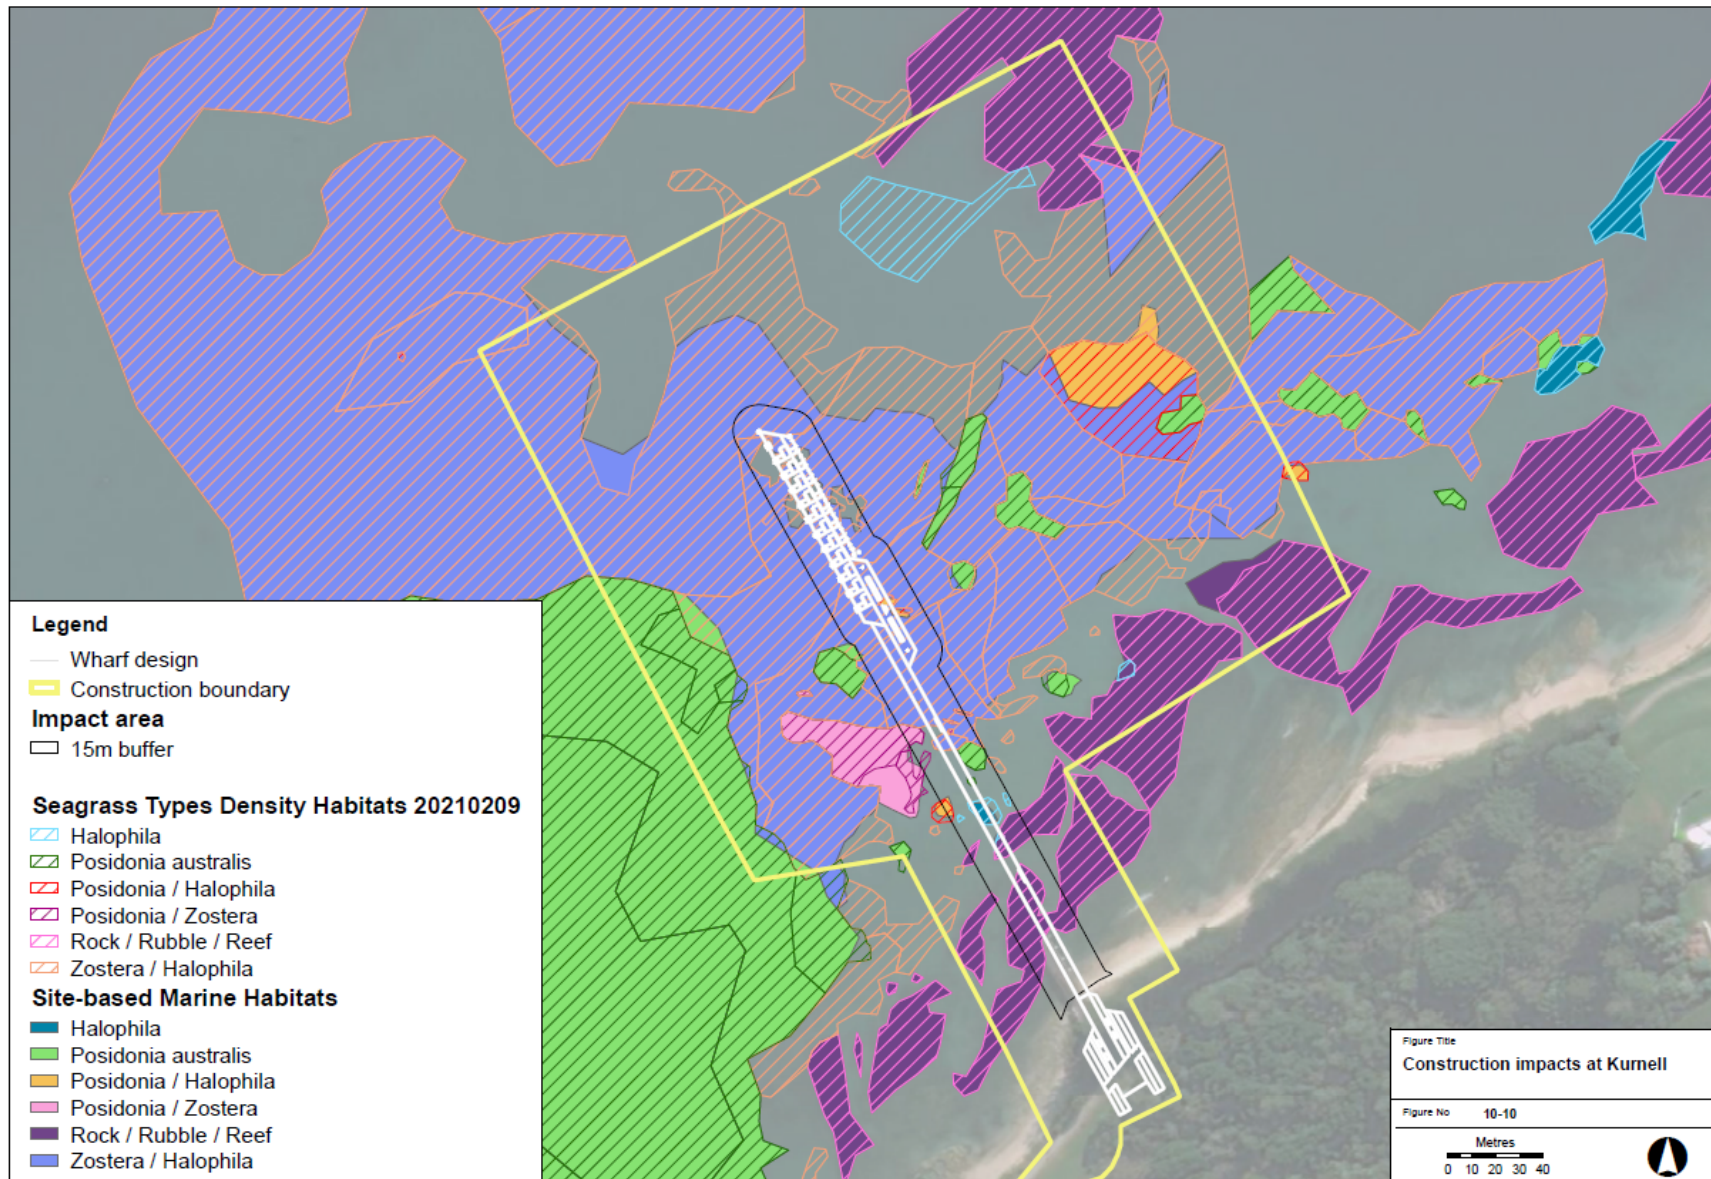 Legend
Wharf design
Construction boundary
Impact area
15m buffer
Seagrass Types Density Habitats 20210209
Halophila
Posidonia australis
Posidonia / Halophila
Posidonia / Zostera
Rock / Rubble / Reef
Zostera / Halophila
Site-based Marine Habitats
Halophila
Posidonia australis
Posidonia / Halophila
Posidonia / Zostera
Rock / Rubble / Reef
Zostera / Halophila
Figure Title
Construction impacts at Kurnell
Figure No 10-10
Metres
0 10 20 30 40